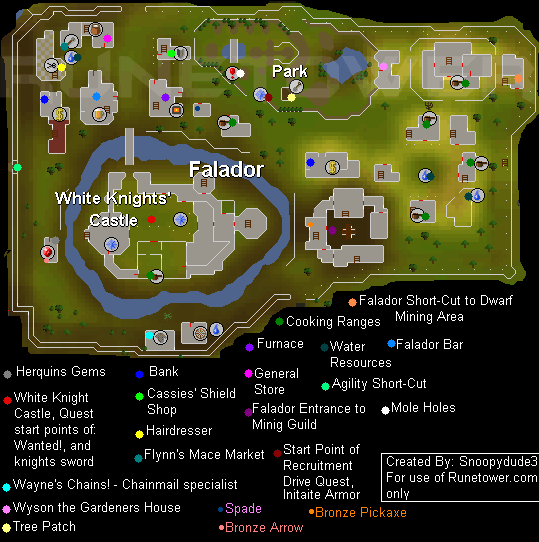 RUNETOWER
Park
Falador
White Knights'
Castle
Falador Short-Cut to Dwarf
Mining Area
Cooking Ranges
Furnace
Water
Resources
Falador Bar
Herquins Gems
Bank
General
Store
Agility Short-Cut
White Knight
Castle, Quest
start points of:
Wanted!, and
knights sword
Cassies' Shield
Shop
Falador Entrance to
Minig Guild
Mole Holes
Hairdresser
Flynn's Mace Market
Start Point of
Recruitment
Drive Quest,
Initaite Armor
Created By: Snoopydude3
For use of Runetower.com
only
Wayne's Chains! - Chainmail specialist
Wyson the Gardeners House
Spade
Bronze Pickaxe
Tree Patch
Bronze Arrow